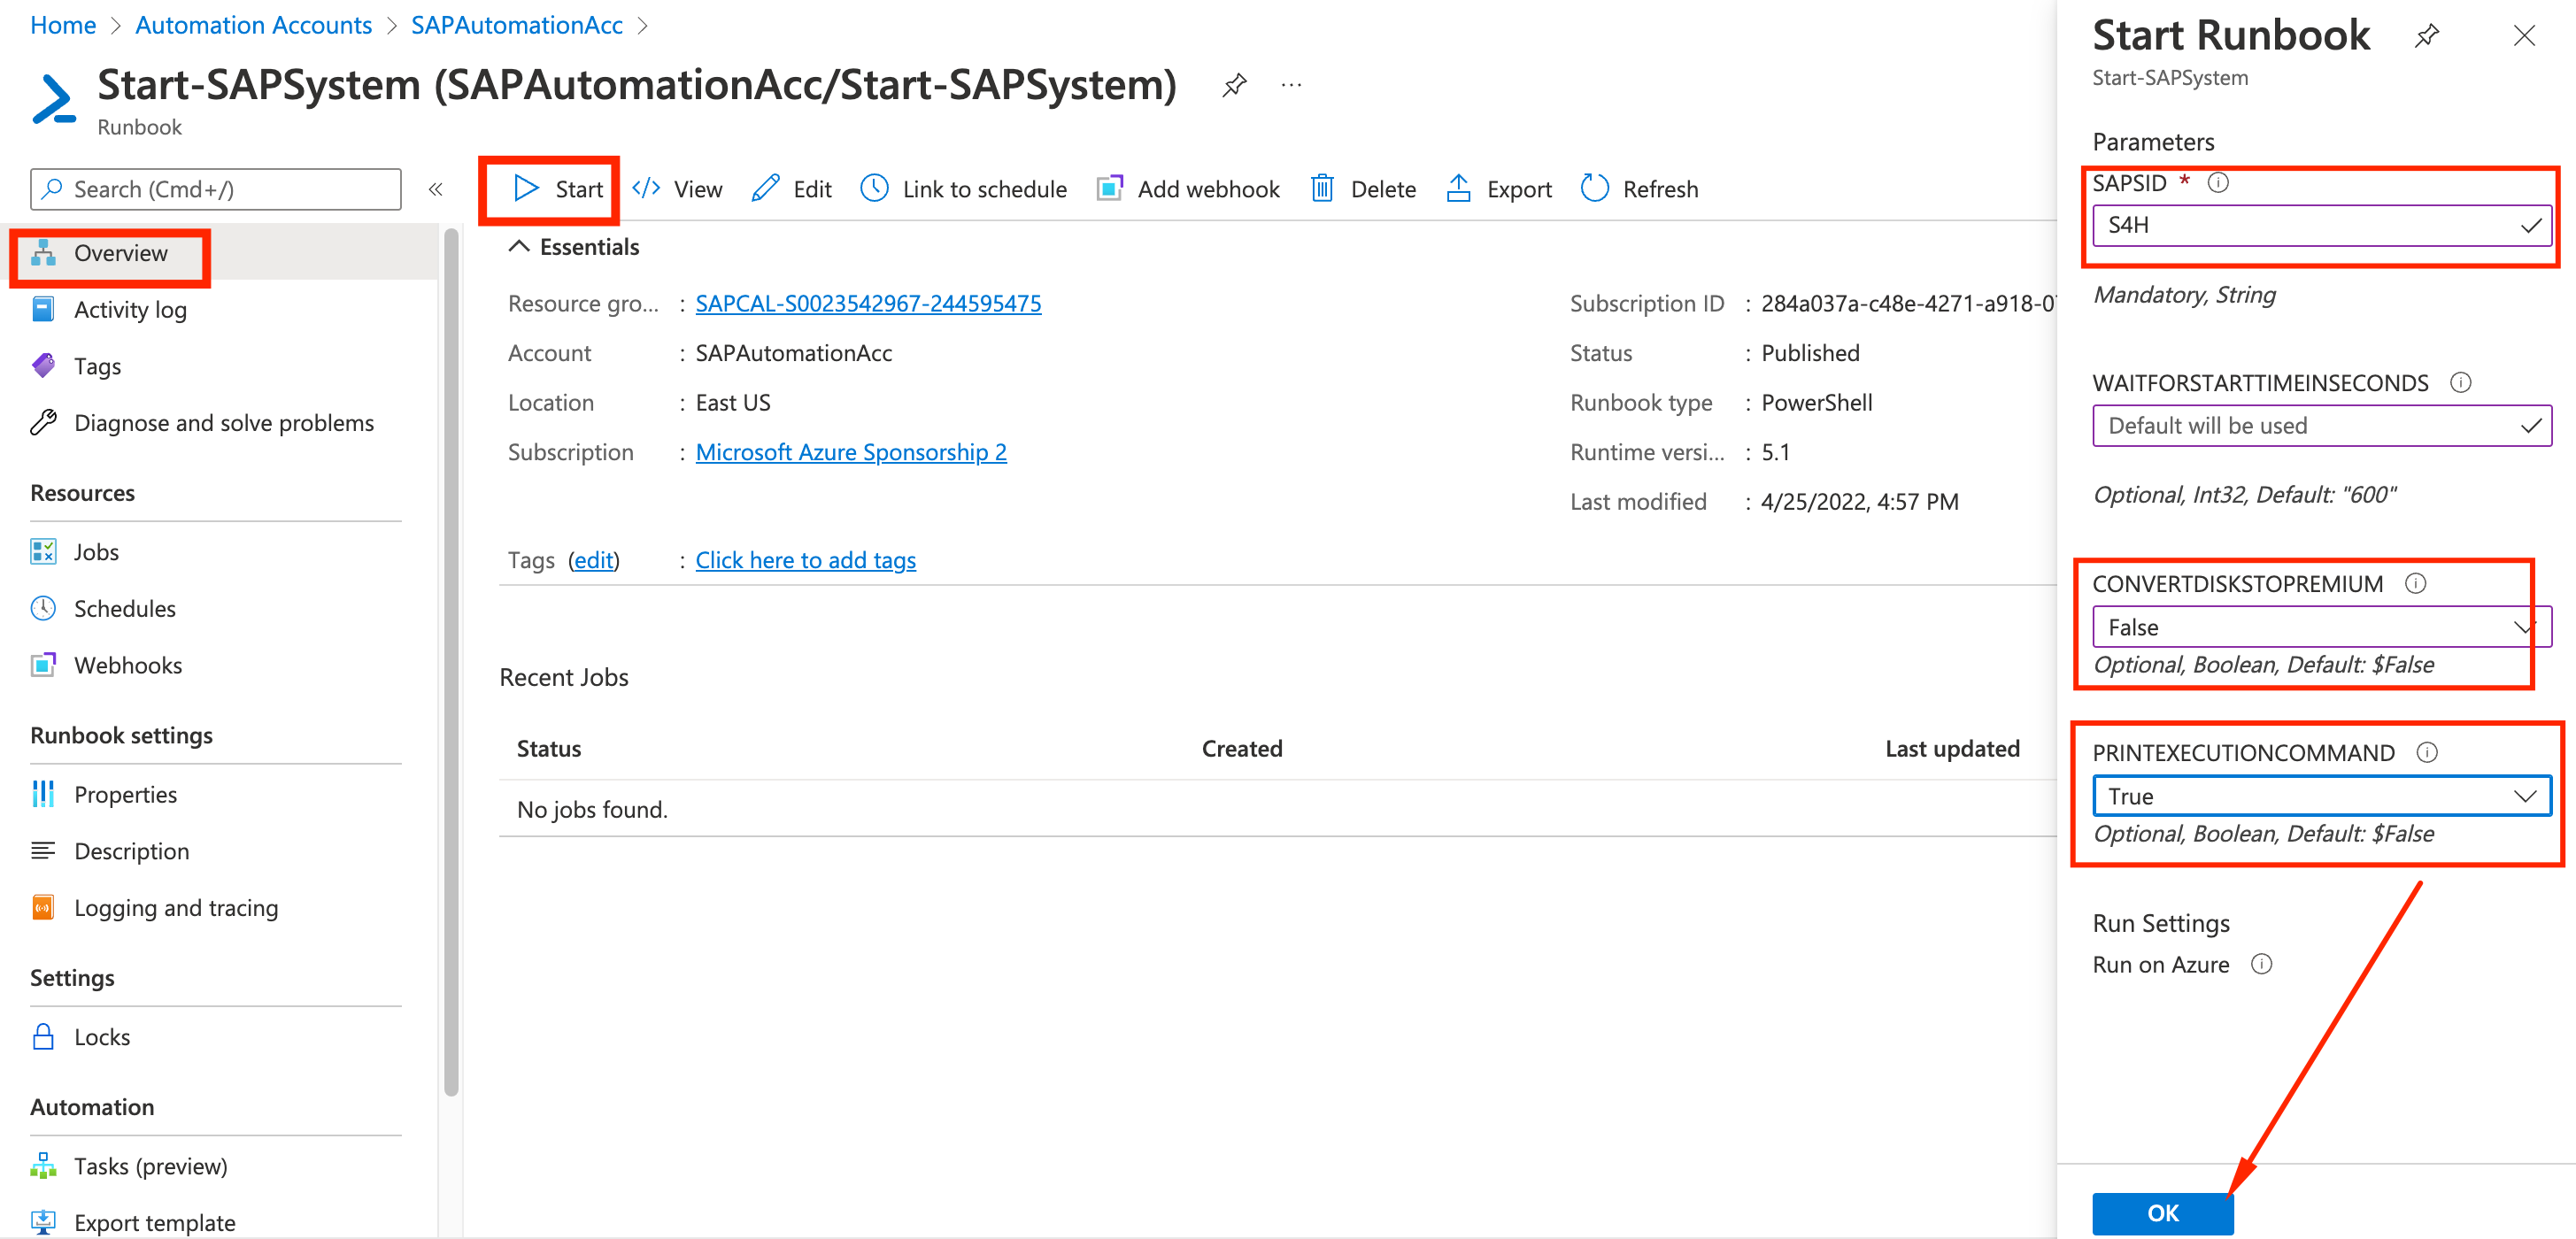 Home > Automation Accounts > SAPAutomationAcc >
Start-SAPSystem (SAPAutomationAcc/Start-SAPSystem) ...
Runbook
Search (Cmd+/)
«
Overview
Activity log
Tags
Diagnose and solve problems
Resources
Jobs
Schedules
Webhooks
Runbook settings
Properties
Description
Logging and tracing
Settings
Locks
Automation
Tasks (preview)
Export template
Start </> View Edit Link to schedule Add webhook Delete Export Refresh
Essentials
Resource gro... : SAPCAL-S0023542967-244595475
Account : SAPAutomationAcc
Location : East US
Subscription : Microsoft Azure Sponsorship 2
Subscription ID : 284a037a-c48e-4271-a918-0
Status : Published
Runbook type : PowerShell
Runtime versi... : 5.1
Last modified : 4/25/2022, 4:57 PM
Tags (edit) : Click here to add tags
Recent Jobs
Status Created Last updated
No jobs found.
Start Runbook
Start-SAPSystem
Parameters
SAPSID *
S4H
Mandatory, String
WAITFORSTARTTIMEINSECONDS
Default will be used
Optional, Int32, Default: "600"
CONVERTDISKSTOPREMIUM
False
Optional, Boolean, Default: $False
PRINTEXECUTIONCOMMAND
True
Optional, Boolean, Default: $False
Run Settings
Run on Azure
OK